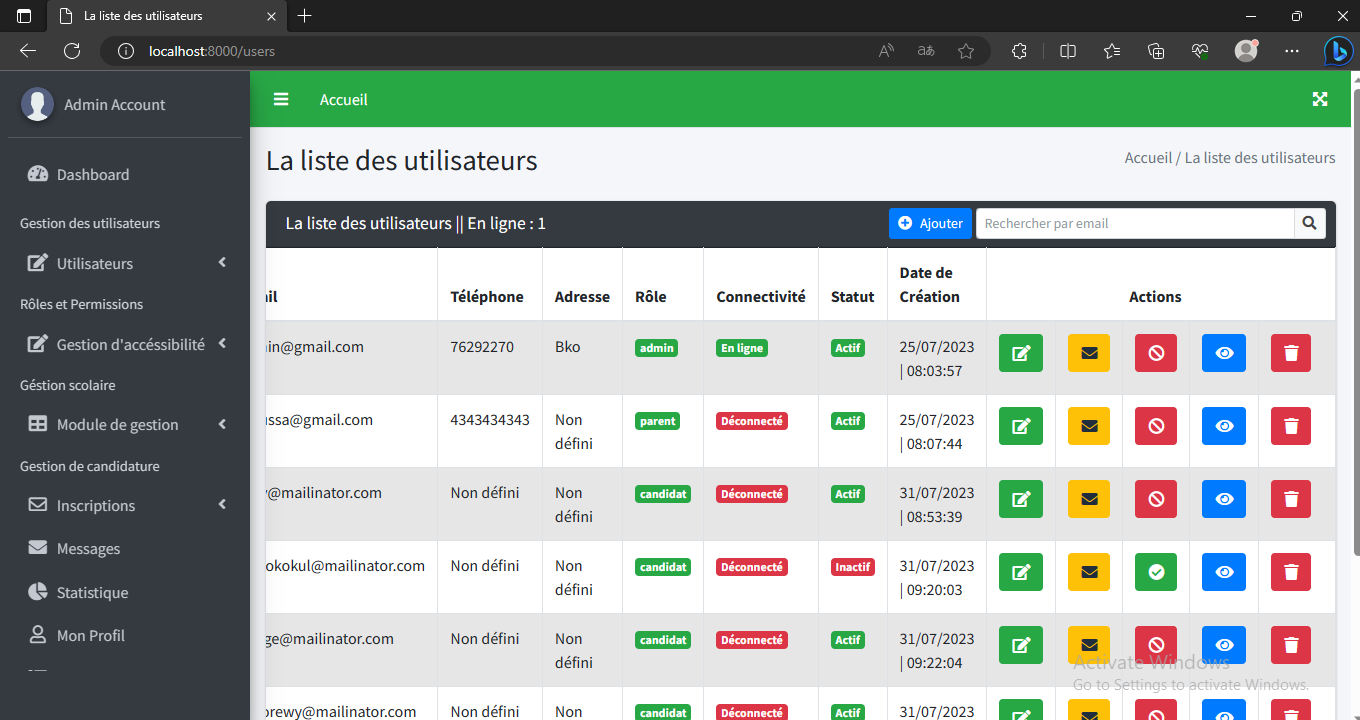 La liste des utilisateurs
localhost:8000/users
Admin Account
Accueil
Dashboard
Gestion des utilisateurs
Utilisateurs
Rôles et Permissions
Gestion d'accéssibilité
Géstion scolaire
Module de gestion
Gestion de candidature
Inscriptions
Messages
Statistique
Mon Profil
La liste des utilisateurs
Accueil / La liste des utilisateurs
La liste des utilisateurs || En ligne : 1
Ajouter
Rechercher par email
il Téléphone Adresse Rôle Connectivité Statut Date de Création Actions
in@gmail.com 76292270 Bko admin En ligne Actif 25/07/2023
| 08:03:57
ussa@gmail.com 4343434343 Non défini parent Déconnecté Actif 25/07/2023
| 08:07:44
@mailinator.com Non défini Non défini candidat Déconnecté Actif 31/07/2023
| 08:53:39
okokul@mailinator.com Non défini Non défini candidat Déconnecté Inactif 31/07/2023
| 09:20:03
ge@mailinator.com Non défini Non défini candidat Déconnecté Actif 31/07/2023
| 09:22:04
rewy@mailinator.com Non défini Non candidat Déconnecté Actif 31/07/2023
Activate Windows
Go to Settings to activate Windows.